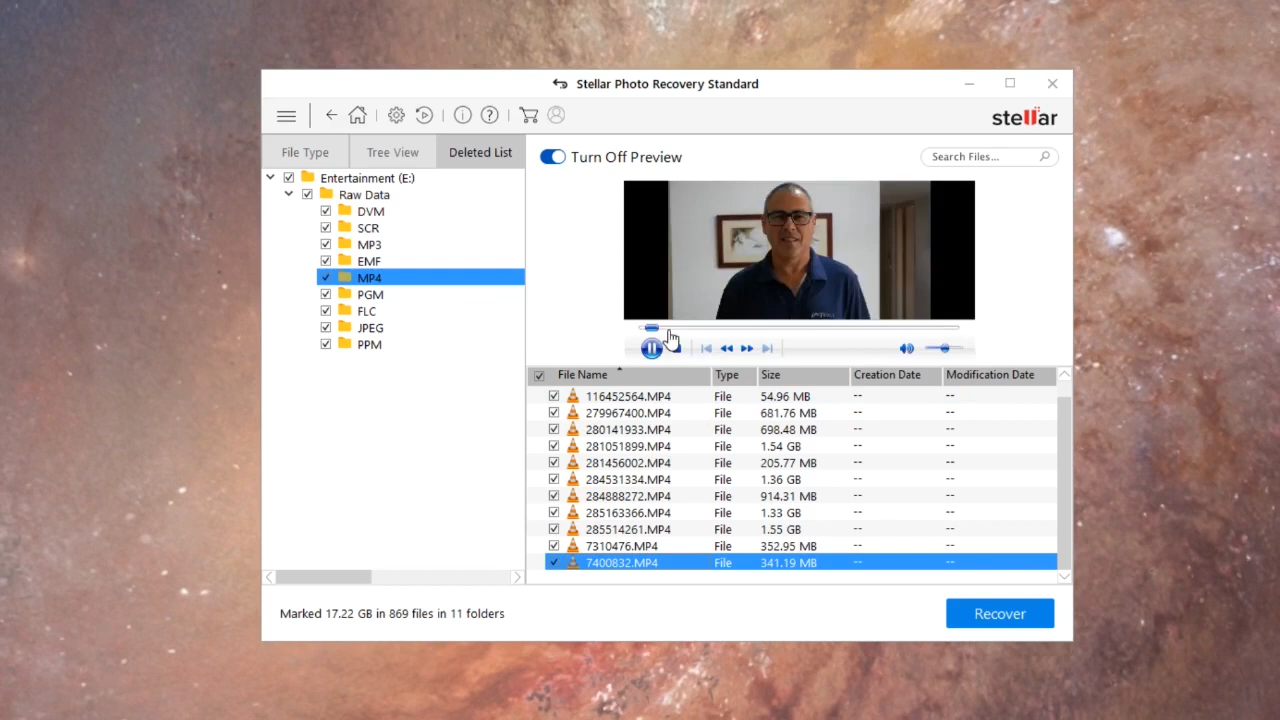 Stellar Photo Recovery Standard
stellar
File Type Tree View Deleted List
Turn Off Preview
Search Files...
Entertainment (E:)
Raw Data
DVM
SCR
MP3
EMF
MP4
PGM
FLC
JPEG
PPM
File Name Type Size Creation Date Modification Date
116452564.MP4 File 54.96 MB -- --
279967400.MP4 File 681.76 MB -- --
280141933.MP4 File 698.48 MB -- --
281051899.MP4 File 1.54 GB -- --
281456002.MP4 File 205.77 MB -- --
284531334.MP4 File 1.36 GB -- --
284888272.MP4 File 914.31 MB -- --
285163366.MP4 File 1.33 GB -- --
285514261.MP4 File 1.55 GB -- --
7310476.MP4 File 352.95 MB -- --
7400832.MP4 File 341.19 MB -- --
Marked 17.22 GB in 869 files in 11 folders
Recover